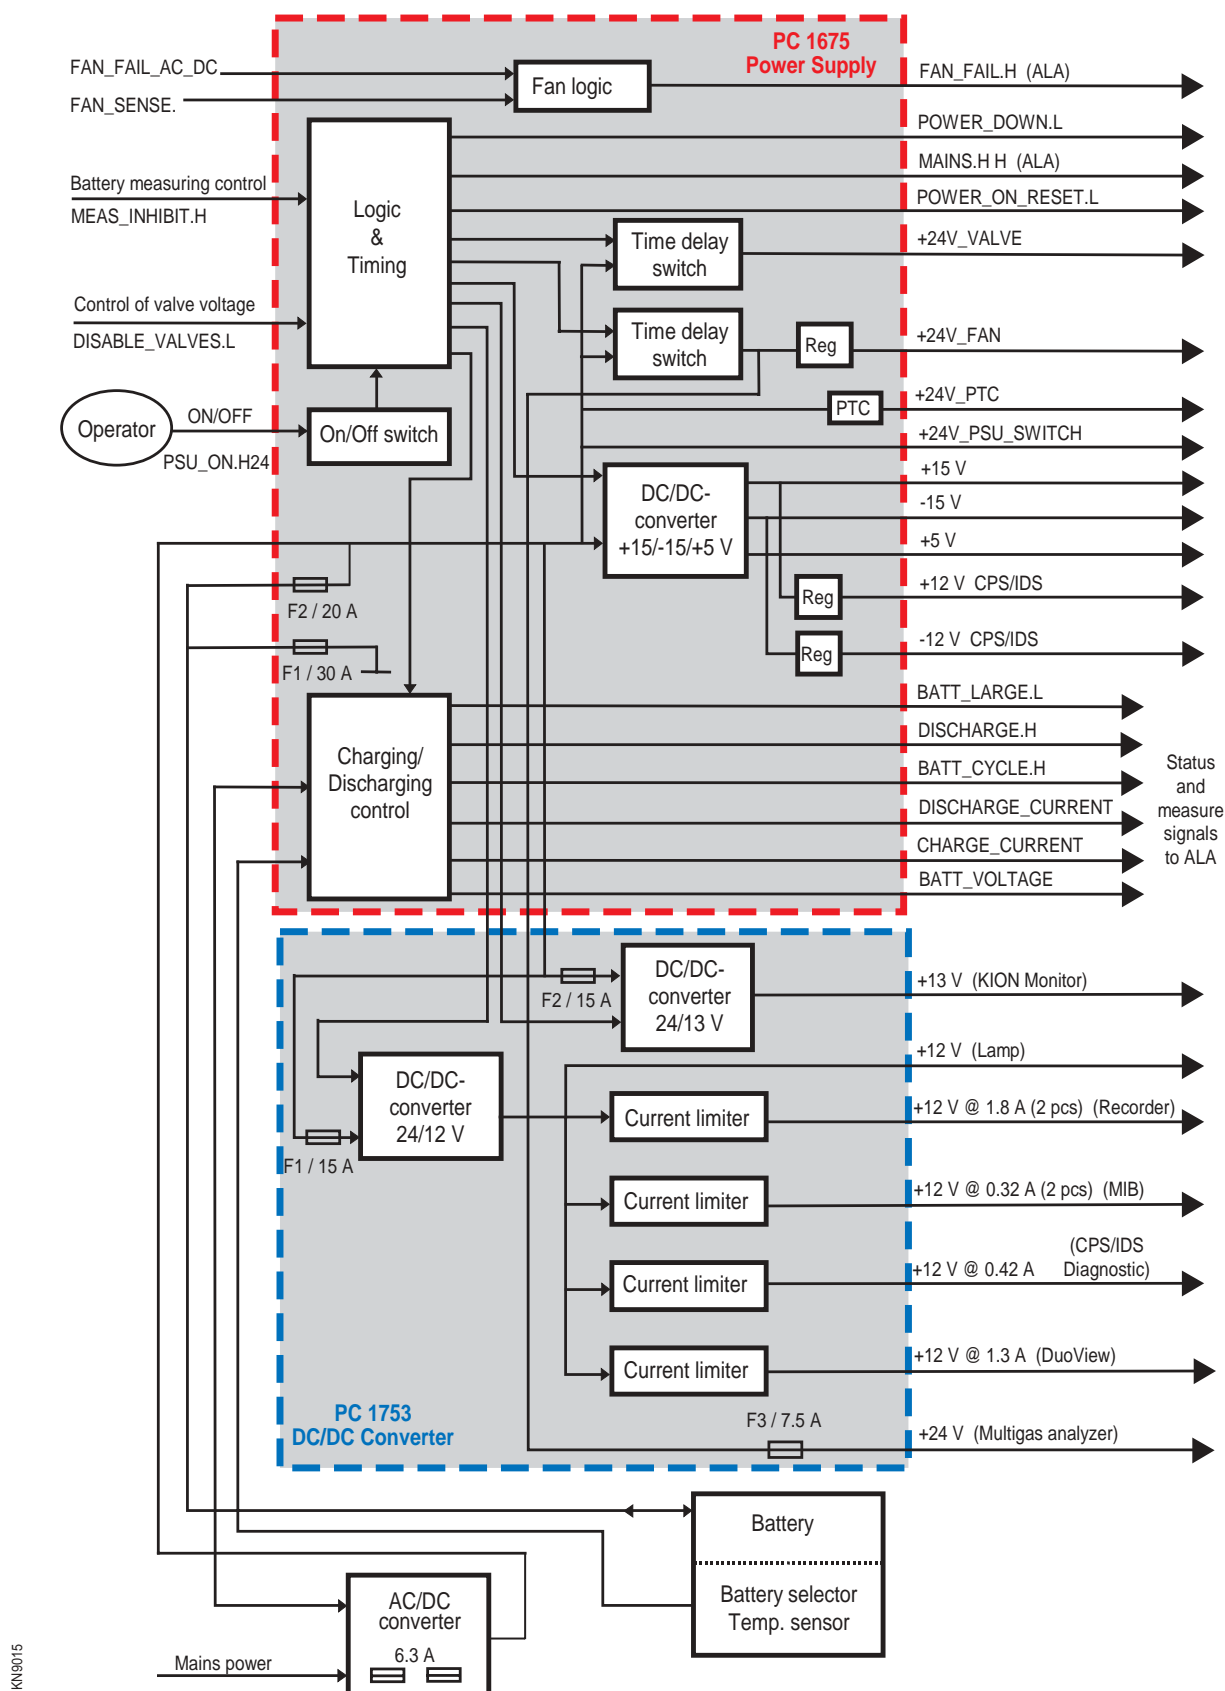 PC 1675
Power Supply
FAN_FAIL_AC_DC
FAN_SENSE.
Fan logic
FAN_FAIL.H (ALA)
POWER_DOWN.L
MAINS.H H (ALA)
POWER_ON_RESET.L
Battery measuring control
MEAS_INHIBIT.H
Logic
&
Timing
Time delay
switch
+24V_VALVE
Control of valve voltage
DISABLE_VALVES.L
Time delay
switch
Reg
+24V_FAN
PTC
+24V_PTC
Operator
ON/OFF
PSU_ON.H24
On/Off switch
+24V_PSU_SWITCH
DC/DC-
converter
+15/-15/+5 V
+15 V
-15 V
+5 V
F2 / 20 A
Reg
+12 V CPS/IDS
F1 / 30 A
Reg
-12 V CPS/IDS
Charging/
Discharging
control
BATT_LARGE.L
DISCHARGE.H
BATT_CYCLE.H
DISCHARGE_CURRENT
CHARGE_CURRENT
BATT_VOLTAGE
Status
and
measure
signals
to ALA
F2 / 15 A
DC/DC-
converter
24/13 V
+13 V (KION Monitor)
DC/DC-
converter
24/12 V
F1 / 15 A
+12 V (Lamp)
Current limiter
+12 V @ 1.8 A (2 pcs) (Recorder)
Current limiter
+12 V @ 0.32 A (2 pcs) (MIB)
Current limiter
+12 V @ 0.42 A
(CPS/IDS
Diagnostic)
Current limiter
+12 V @ 1.3 A (DuoView)
PC 1753
DC/DC Converter
F3 / 7.5 A
+24 V (Multigas analyzer)
Battery
Battery selector
Temp. sensor
AC/DC
converter
6.3 A
Mains power
KN9015